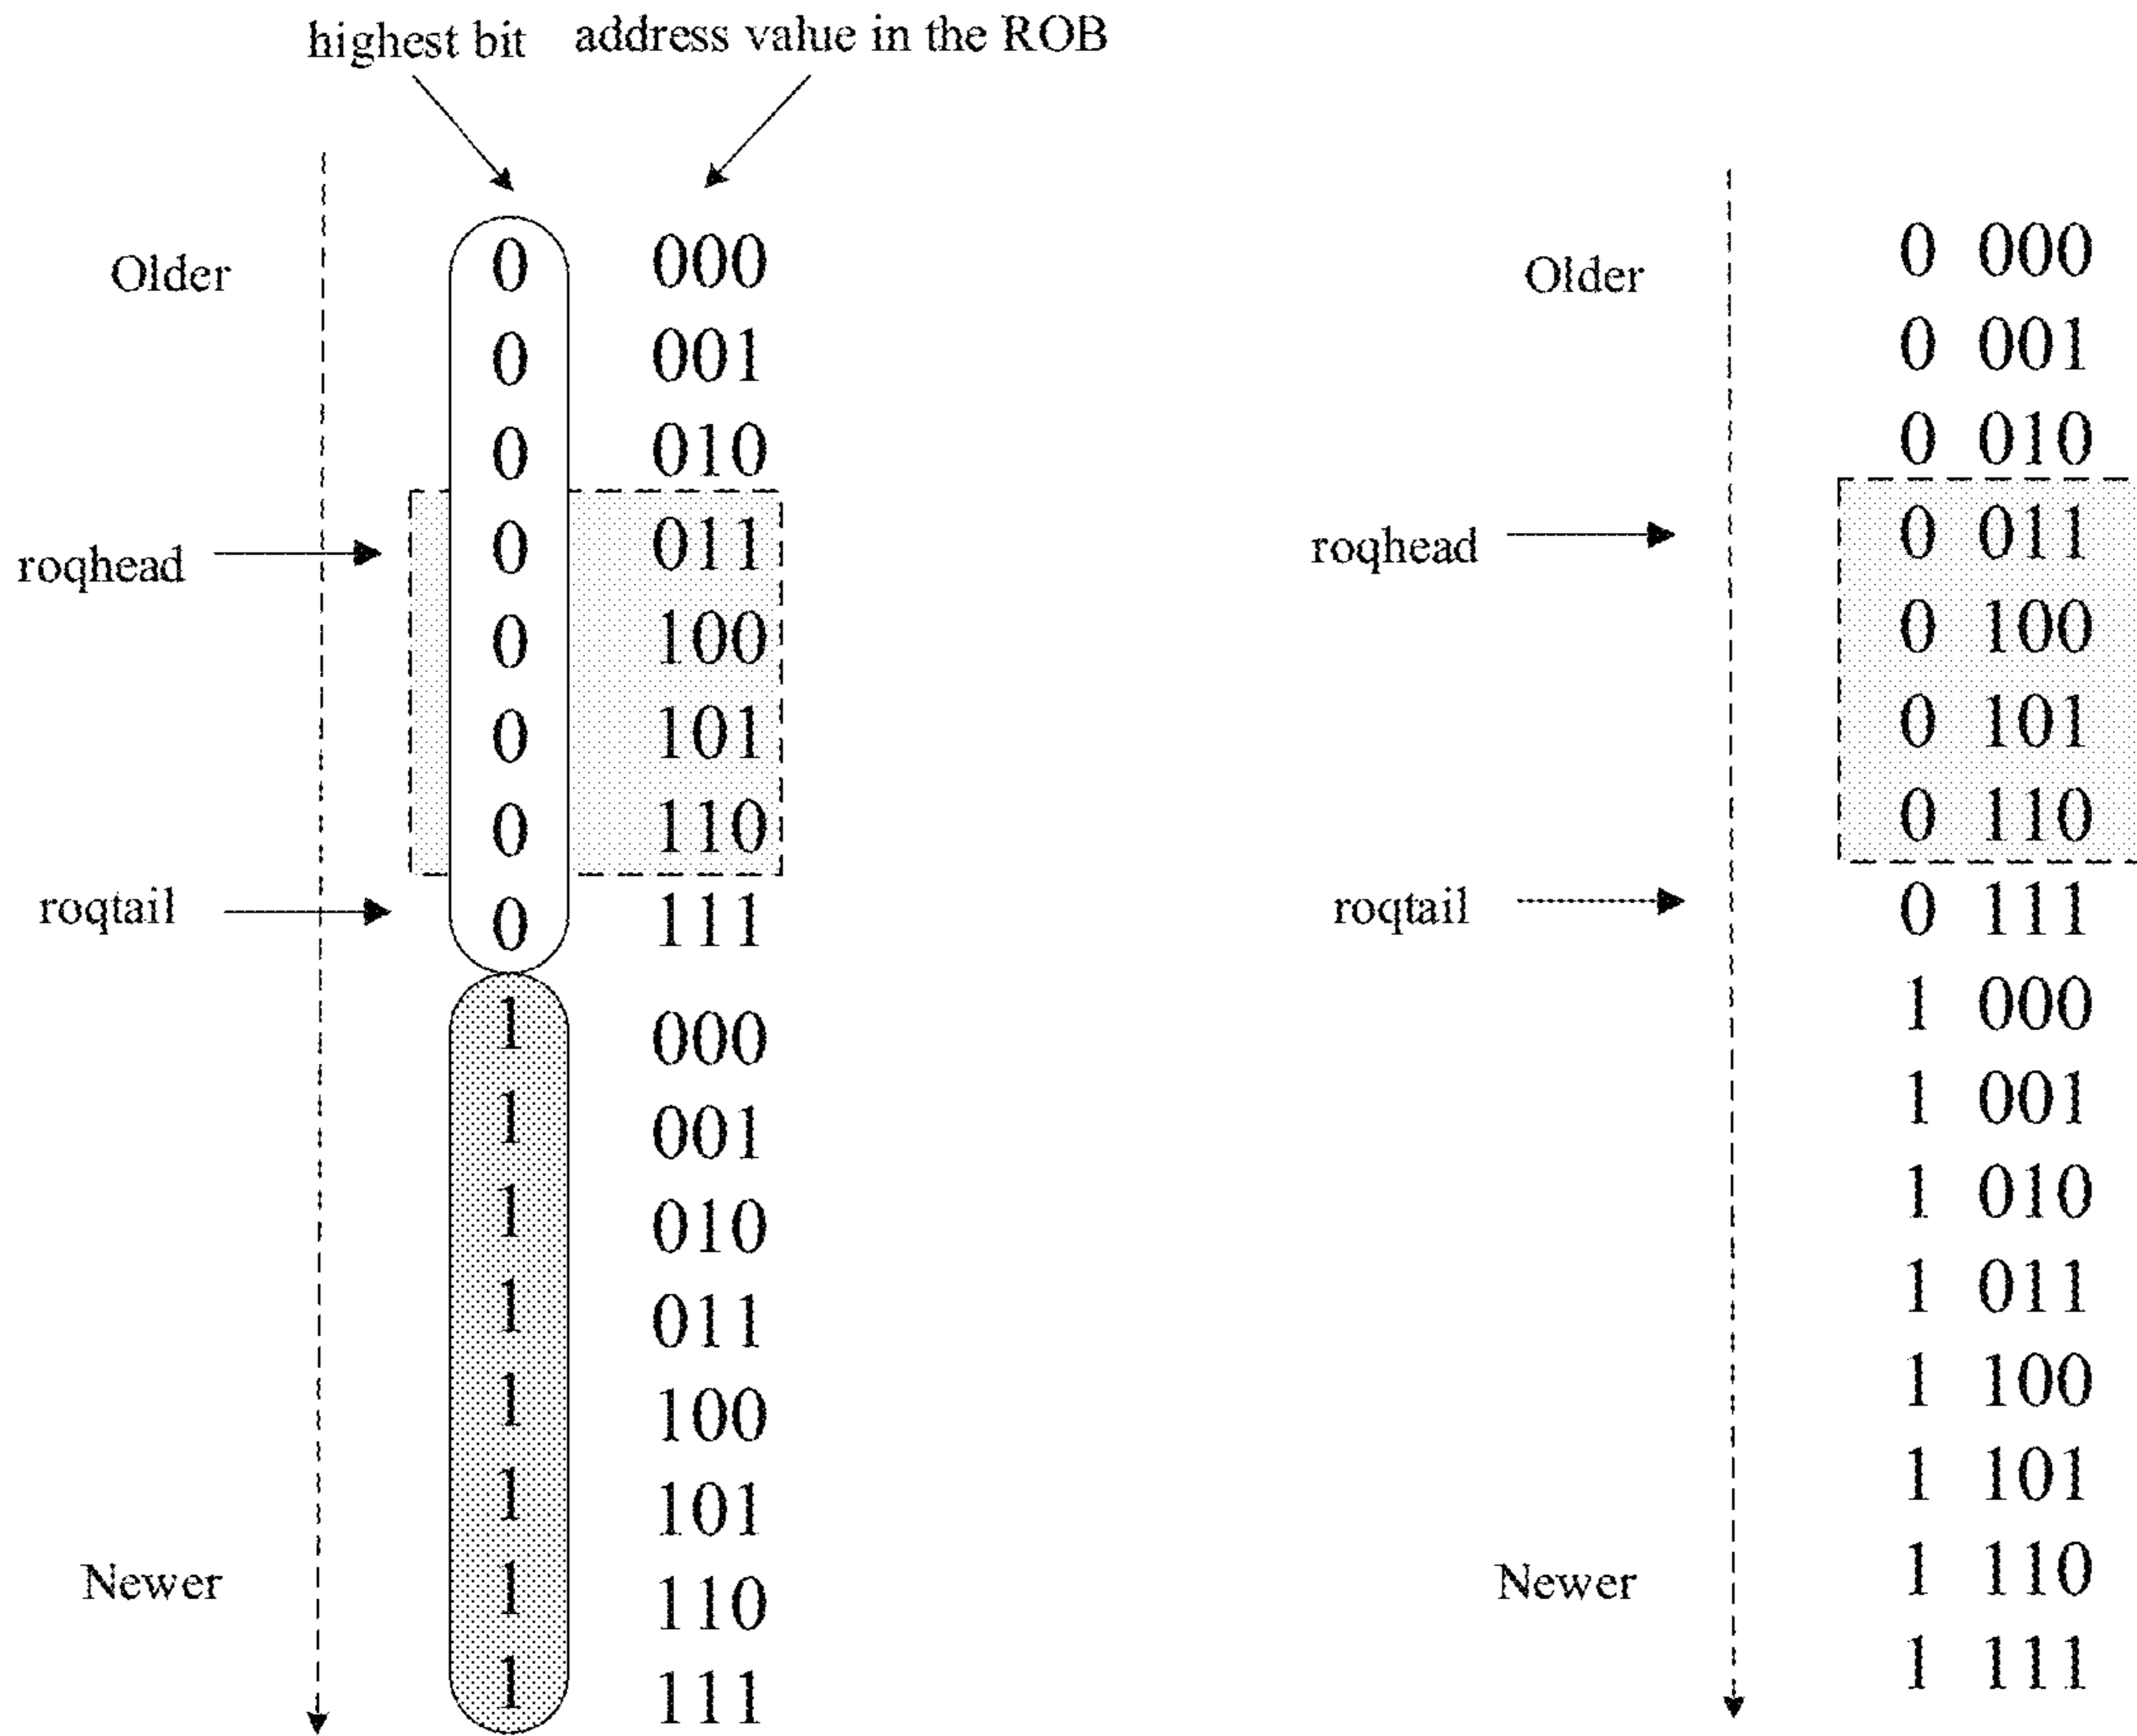 highest bit address value in the ROB
Older 0 000
0 001
0 010
roqhead 0 011
0 100
0 101
0 110
roqtail 0 111
1 000
1 001
1 010
1 011
1 100
1 101
Newer 1 110
1 111
Older 0 000
0 001
0 010
roqhead 0 011
0 100
0 101
0 110
roqtail 0 111
1 000
1 001
1 010
1 011
1 100
1 101
Newer 1 110
1 111